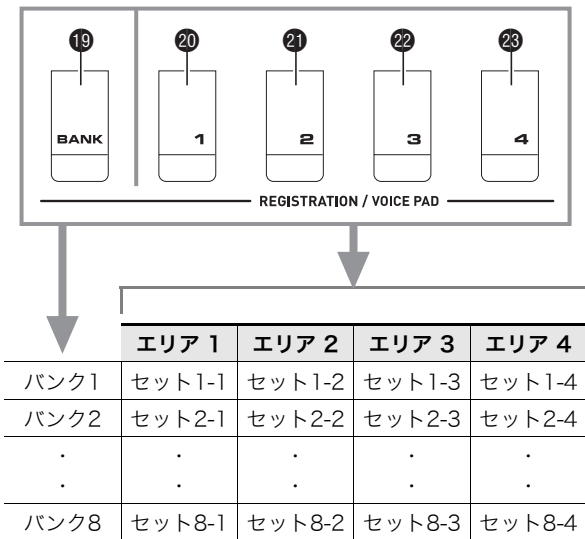 ⓳ ⓴ ㉑ ㉒ ㉓
BANK 1 2 3 4
REGISTRATION / VOICE PAD
エリア 1 エリア 2 エリア 3 エリア 4
バンク1 セット1-1 セット1-2 セット1-3 セット1-4
バンク2 セット2-1 セット2-2 セット2-3 セット2-4
・ ・ ・ ・ ・
・ ・ ・ ・ ・
バンク8 セット8-1 セット8-2 セット8-3 セット8-4